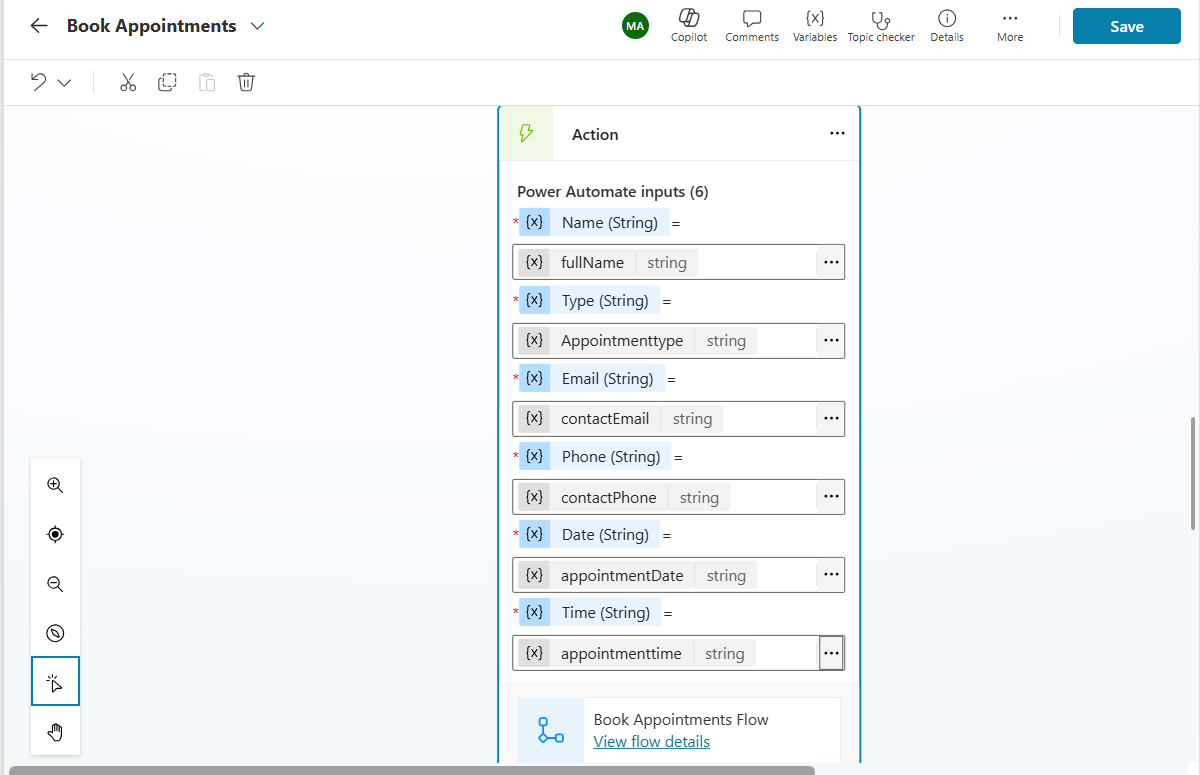 Book Appointments
MA
Copilot
Comments
{x}
Variables
Topic checker
Details
More
Save
Action
Power Automate inputs (6)
* {x} Name (String) =
{x} fullName string
* {x} Type (String) =
{x} Appointmenttype string
* {x} Email (String) =
{x} contactEmail string
* {x} Phone (String) =
{x} contactPhone string
* {x} Date (String) =
{x} appointmentDate string
* {x} Time (String) =
{x} appointmenttime string
Book Appointments Flow
View flow details